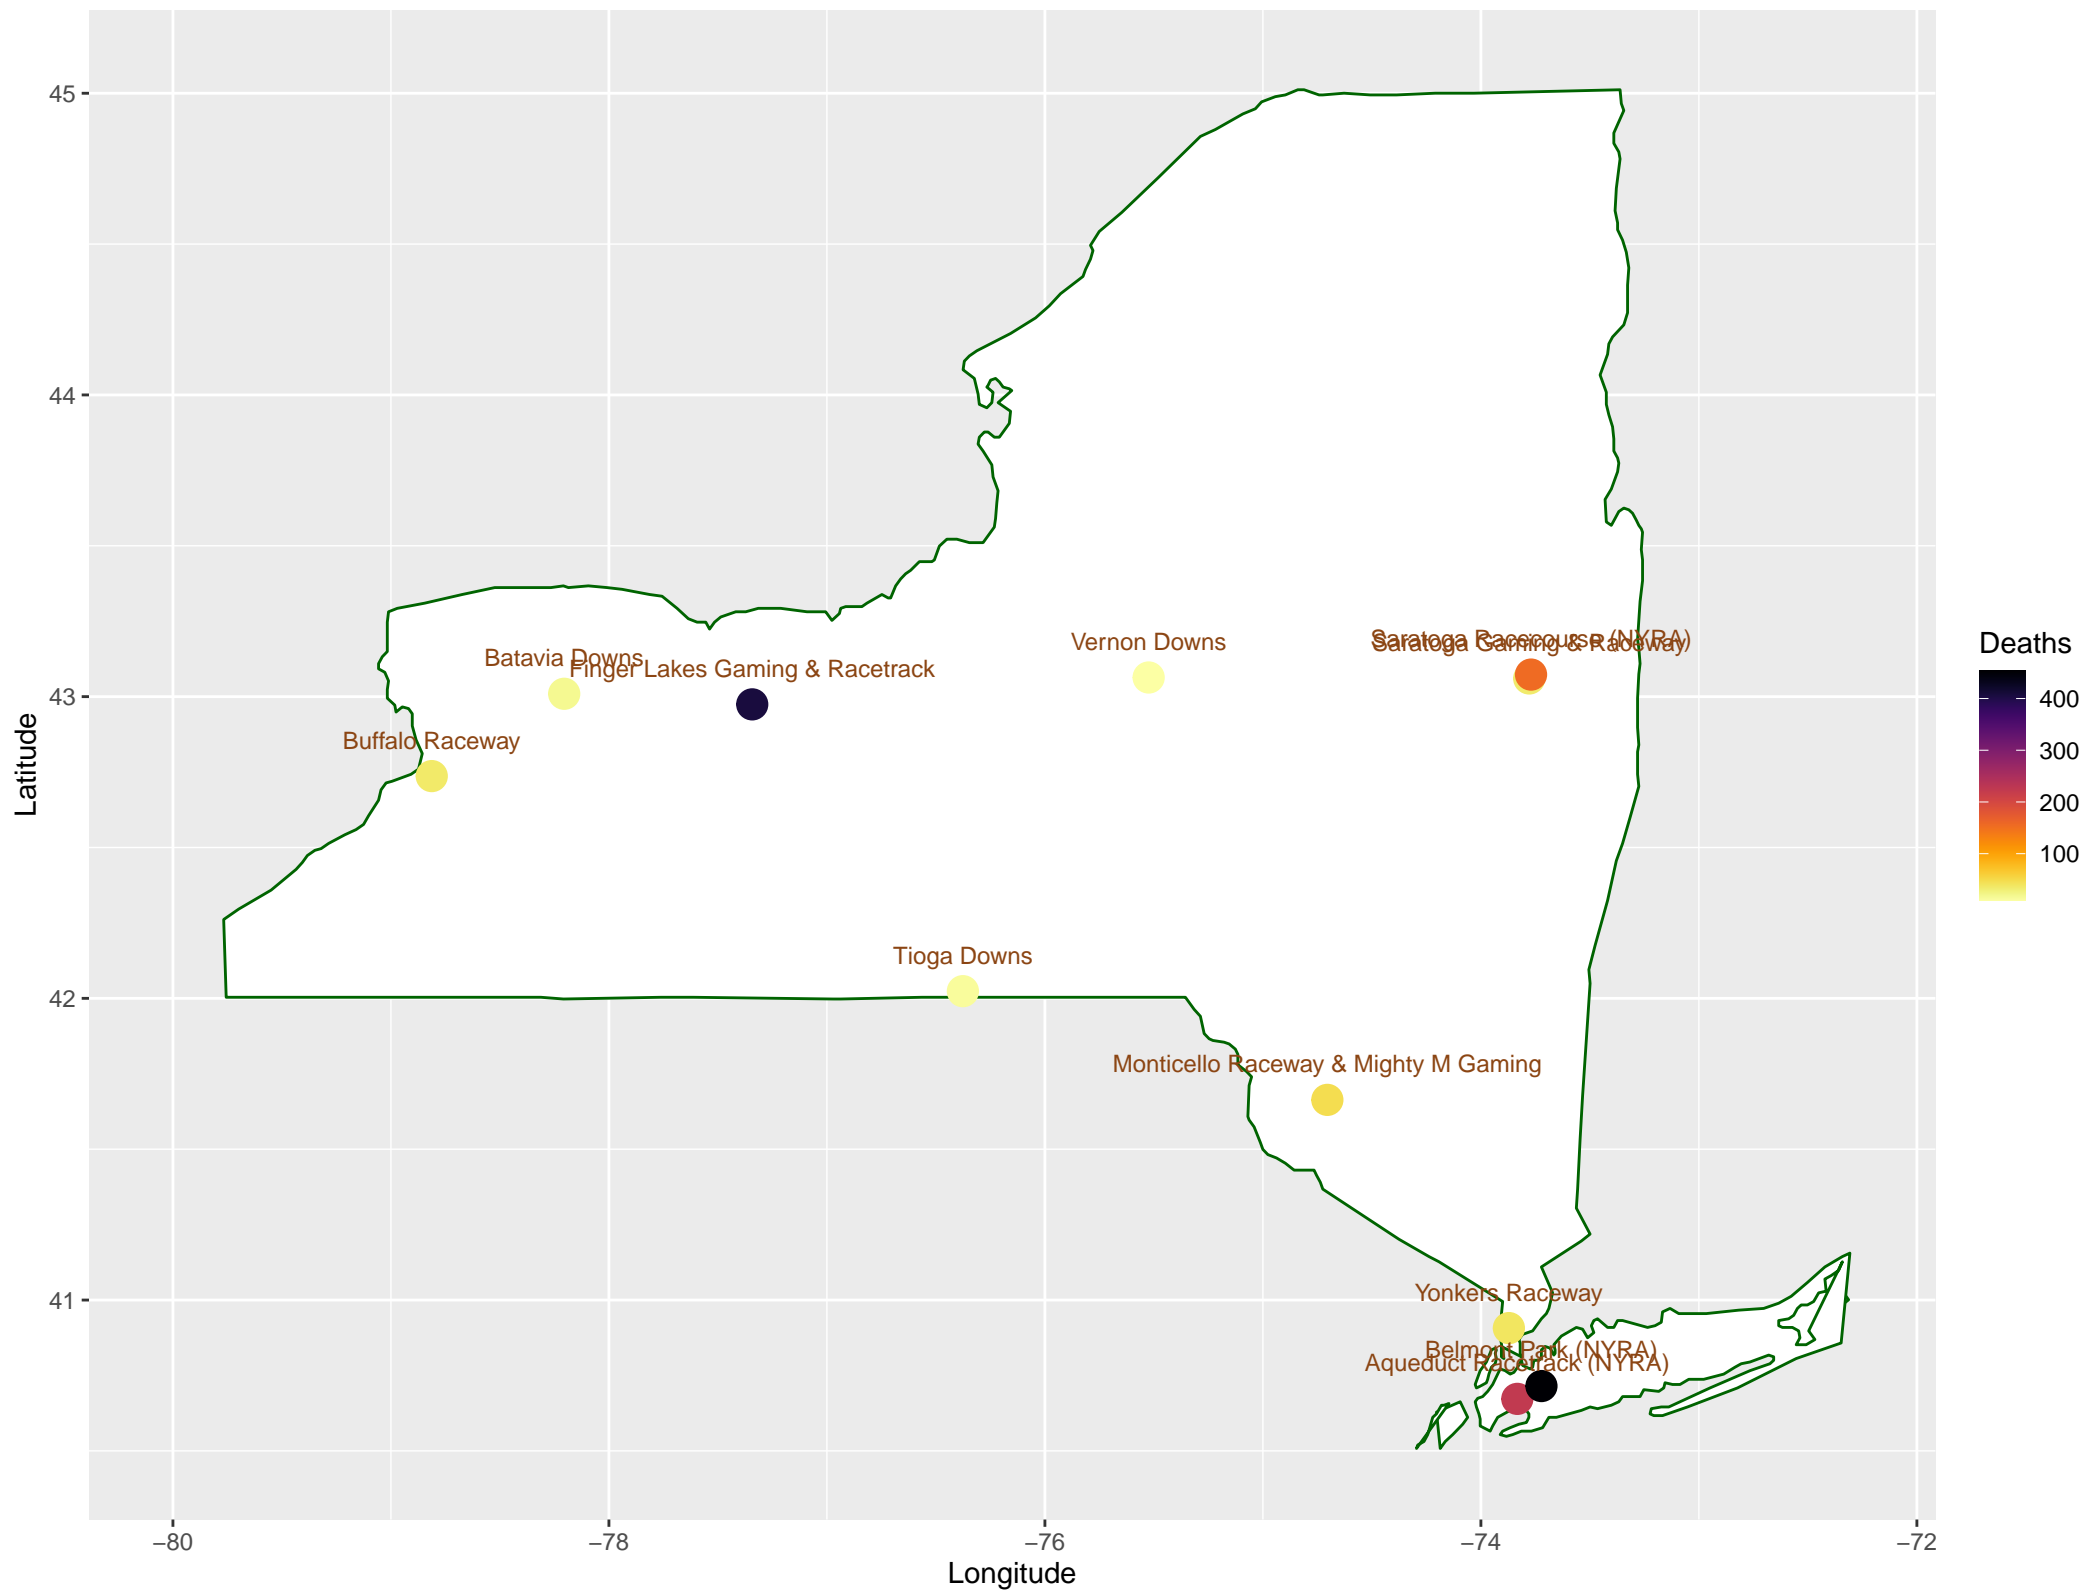 45
44
43
42
41
Latitude
Saratoga Racecourse (NYRA)
Saratoga Gaming & Raceway
Vernon Downs
Batavia Downs
Finger Lakes Gaming & Racetrack
Buffalo Raceway
Tioga Downs
Monticello Raceway & Mighty M Gaming
Yonkers Raceway
Belmont Park (NYRA)
Aqueduct Racetrack (NYRA)
−80
−78
−76
−74
−72
Longitude
Deaths
400
300
200
100